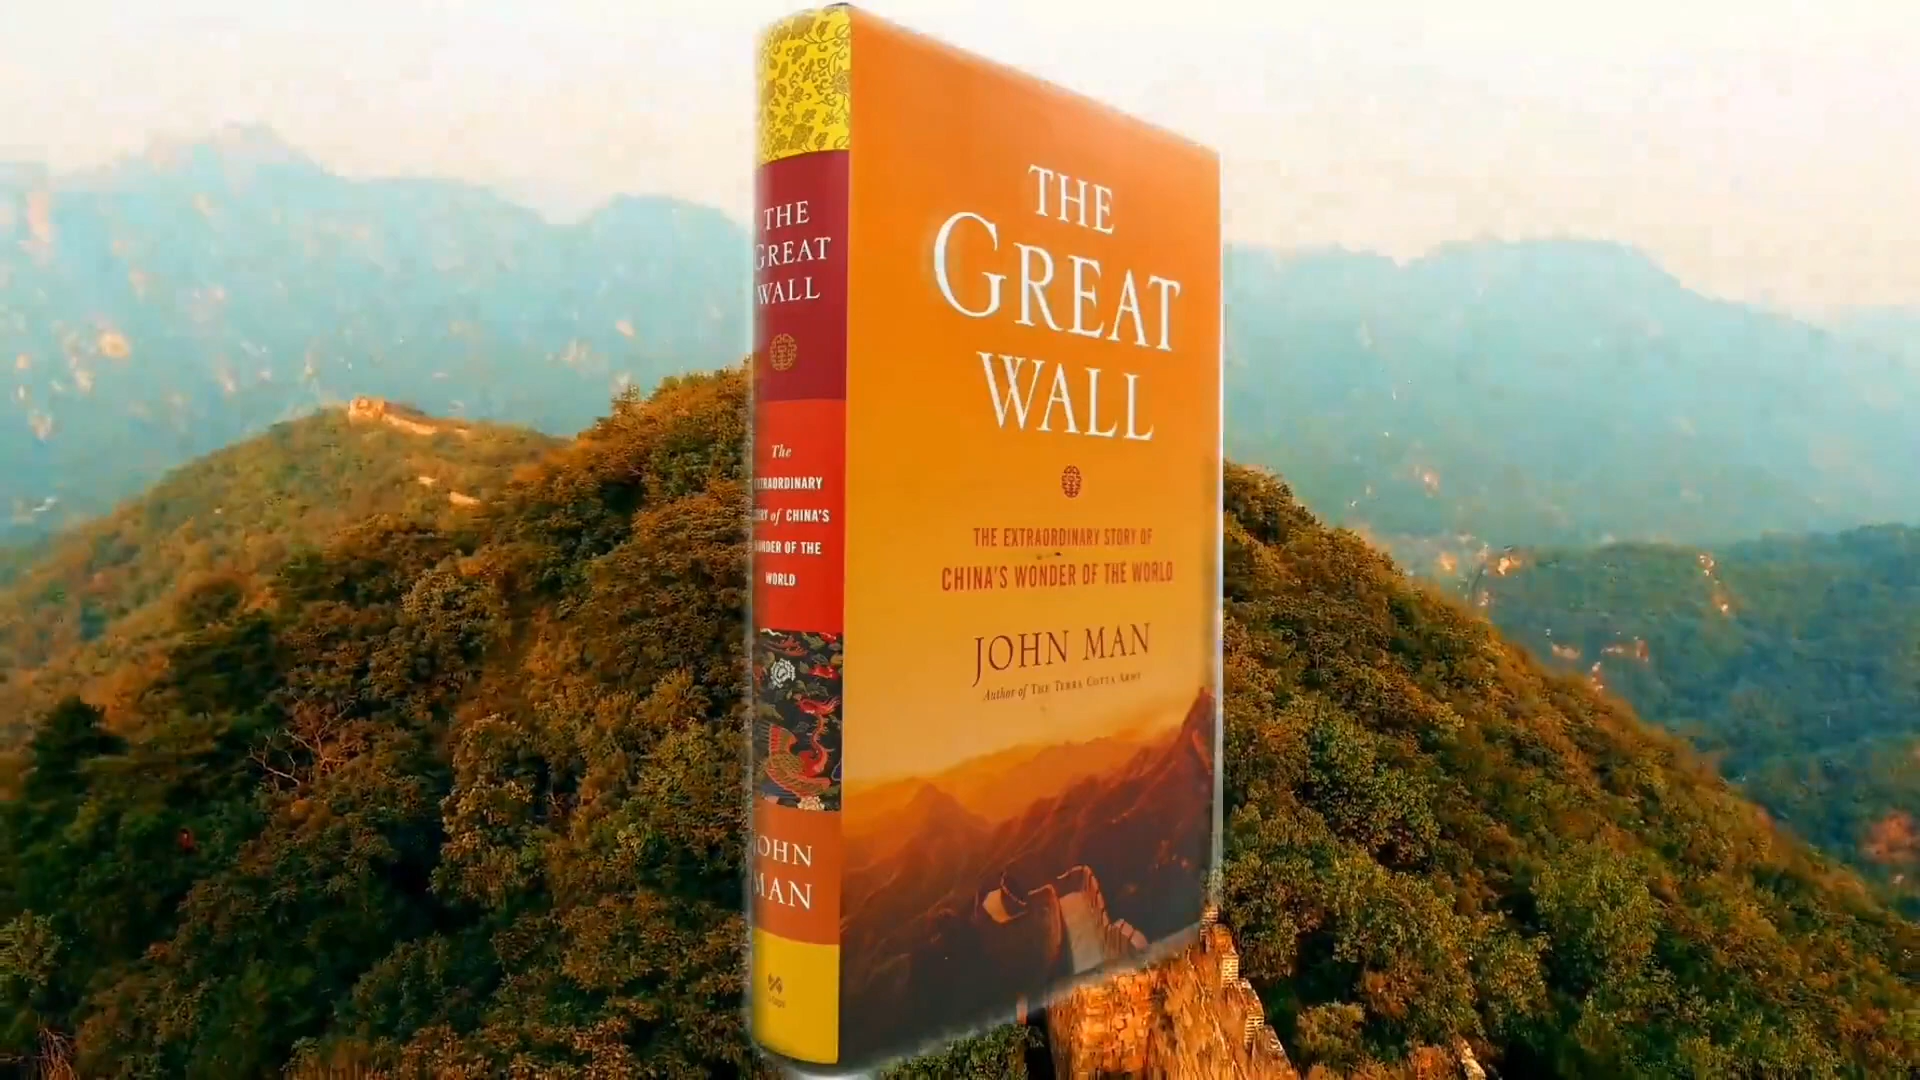 THE
GREAT
WALL
The
EXTRAORDINARY
STORY of CHINA'S
WONDER OF THE
WORLD
JOHN
MAN
THE
GREAT
WALL
THE EXTRAORDINARY STORY OF
CHINA'S WONDER OF THE WORLD
JOHN MAN
Author of THE TERRA COTTA ARMY